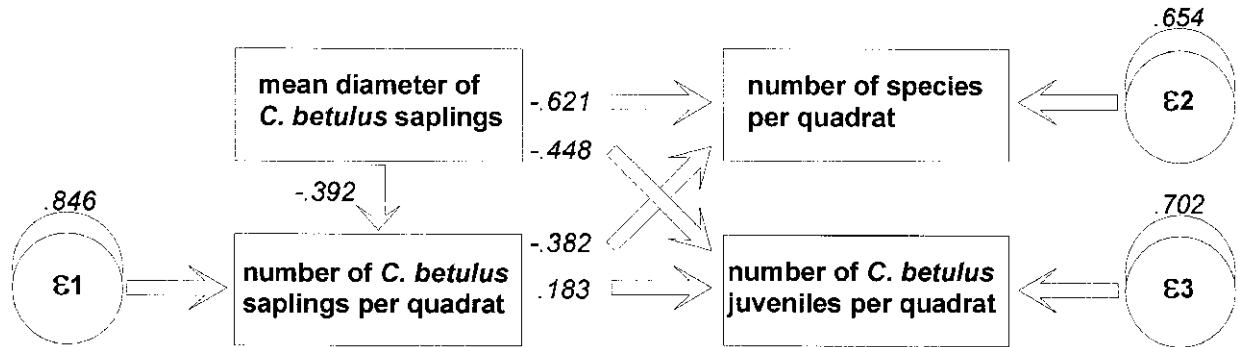 .654
mean diameter of
C. betulus saplings
-.621
number of species
per quadrat
ε2
-.448
-.392
.846
.702
ε1
number of C. betulus
saplings per quadrat
-.382
.183
number of C. betulus
juveniles per quadrat
ε3